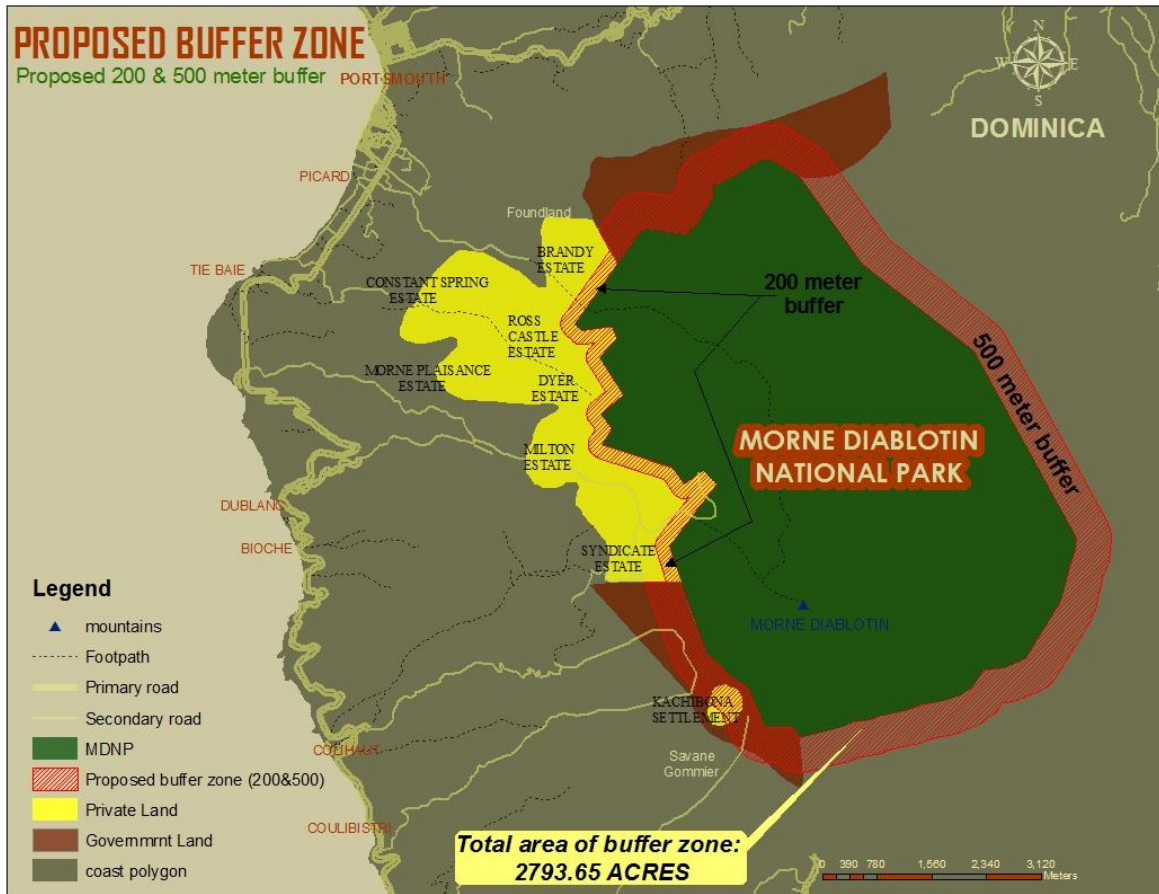 PROPOSED BUFFER ZONE
Proposed 200 & 500 meter buffer
PORTSMOUTH
N
W
E
S
DOMINICA
PICARD
Foundland
TIE BAIE
BRANDY
ESTATE
CONSTANT SPRING
ESTATE
200 meter
buffer
ROSS
CASTLE
ESTATE
MORNE PLAISANCE
ESTATE
DYER
ESTATE
500 meter buffer
MORNE DIABLOTIN
NATIONAL PARK
MILTON
ESTATE
DUBLANC
BIOCHE
SYNDICATE
ESTATE
MORNE DIABLOTIN
KACHIBONA
SETTLEMENT
Savane
Gommier
COLIHAUT
COULIBISTRI
Legend
mountains
Footpath
Primary road
Secondary road
MDNP
Proposed buffer zone (200&500)
Private Land
Governmrnt Land
coast polygon
Total area of buffer zone:
2793.65 ACRES
0 390 780 1,560 2,340 3,120
Meters